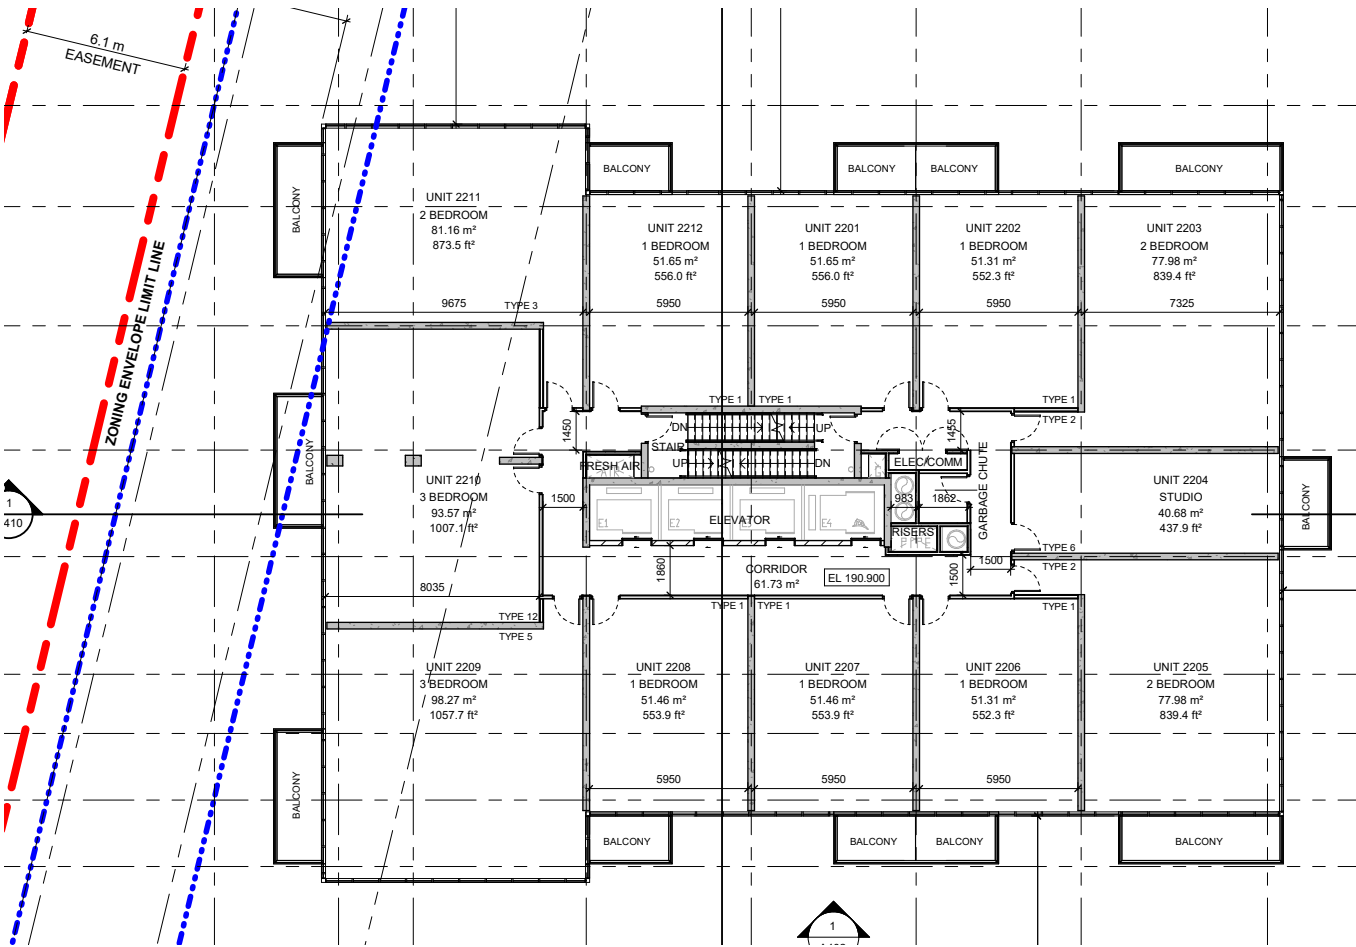 6.1 m
EASEMENT
ZONING ENVELOPE LIMIT LINE
BALCONY
BALCONY
BALCONY
BALCONY
BALCONY
UNIT 2211
2 BEDROOM
81.16 m²
873.5 ft²
UNIT 2212
1 BEDROOM
51.65 m²
556.0 ft²
UNIT 2201
1 BEDROOM
51.65 m²
556.0 ft²
UNIT 2202
1 BEDROOM
51.31 m²
552.3 ft²
UNIT 2203
2 BEDROOM
77.98 m²
839.4 ft²
9675
TYPE 3
5950
5950
5950
7325
TYPE 1
TYPE 1
TYPE 1
TYPE 2
1450
DN
UP
1455
STAIR
FRESH AIR
UP
DN
ELEC/COMM
GARBAGE CHUTE
BALCONY
UNIT 2210
3 BEDROOM
93.57 m²
1007.1 ft²
1500
E1
E2
E3
E4
ELEVATOR
983
1862
RISERS
UNIT 2204
STUDIO
40.68 m²
437.9 ft²
BALCONY
1
410
TYPE 6
TYPE 2
1500
1500
1860
CORRIDOR
61.73 m²
EL 190.900
8035
TYPE 12
TYPE 5
TYPE 1
TYPE 1
TYPE 1
UNIT 2209
3 BEDROOM
98.27 m²
1057.7 ft²
UNIT 2208
1 BEDROOM
51.46 m²
553.9 ft²
UNIT 2207
1 BEDROOM
51.46 m²
553.9 ft²
UNIT 2206
1 BEDROOM
51.31 m²
552.3 ft²
UNIT 2205
2 BEDROOM
77.98 m²
839.4 ft²
5950
5950
5950
BALCONY
BALCONY
BALCONY
BALCONY
BALCONY
1